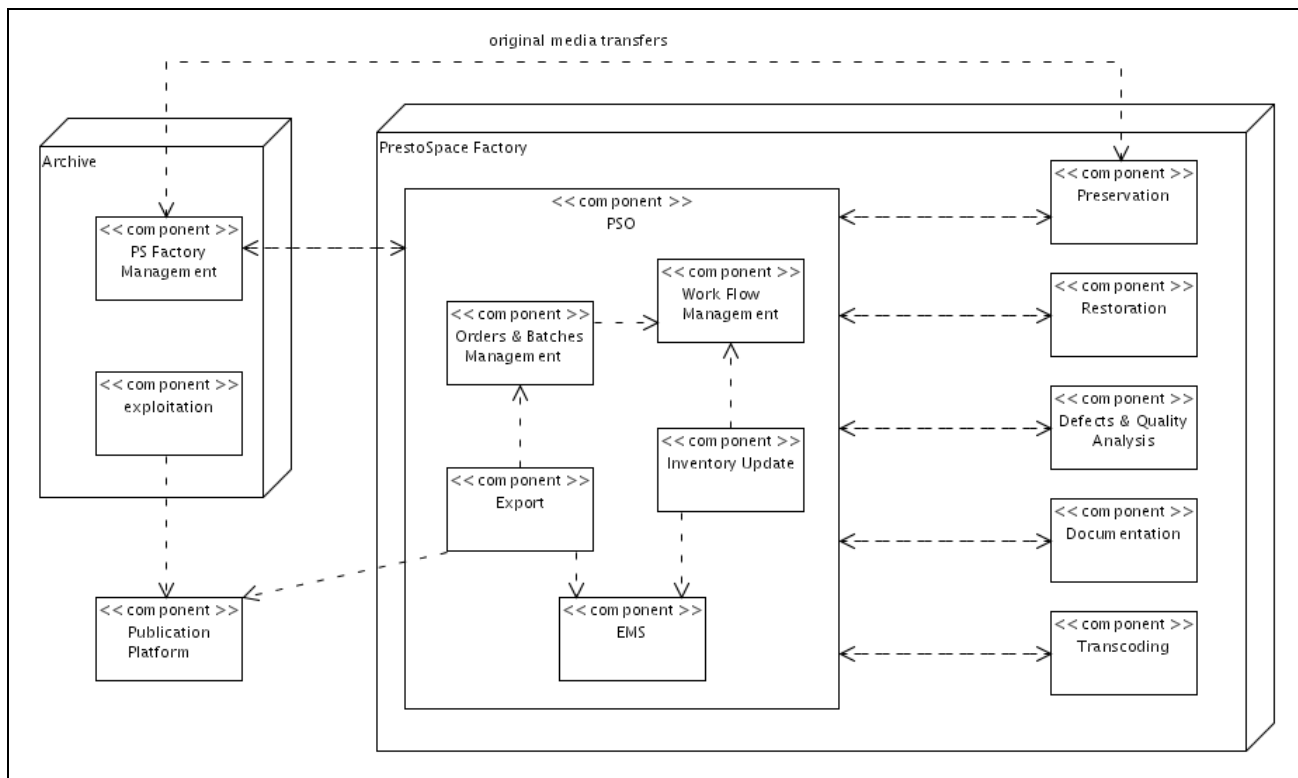 original media transfers
Archive
<< component >>
PS Factory
Management
<< component >>
exploitation
<< component >>
Publication
Platform
PrestoSpace Factory
<< component >>
PSO
<< component >>
Work Flow
Management
<< component >>
Orders & Batches
Management
<< component >>
Inventory Update
<< component >>
Export
<< component >>
EMS
<< component >>
Preservation
<< component >>
Restoration
<< component >>
Defects & Quality
Analysis
<< component >>
Documentation
<< component >>
Transcoding